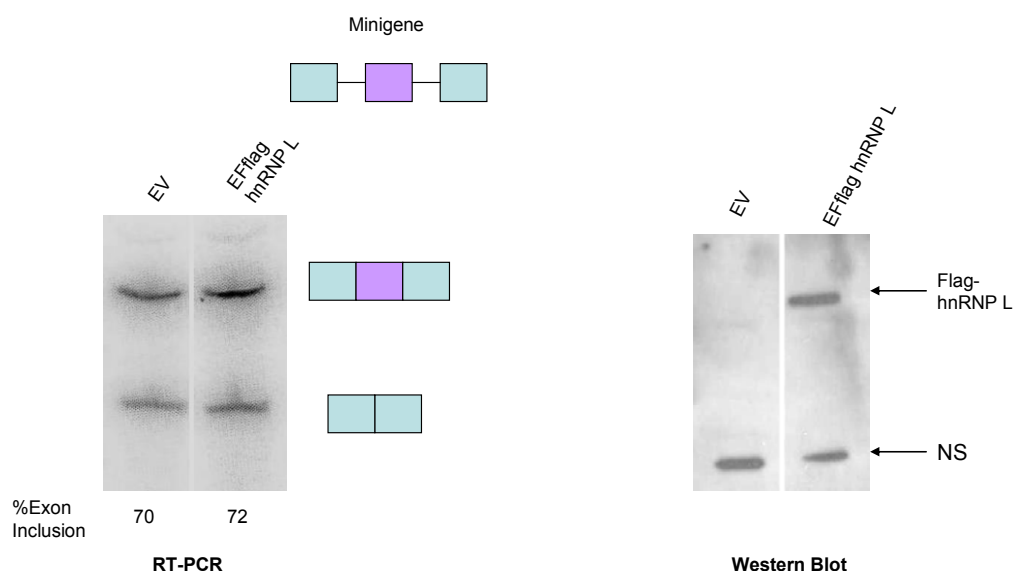 Minigene
EV
EFflag
hnRNP L
EV
EFflag hnRNP L
Flag-
hnRNP L
NS
%Exon
Inclusion
70
72
RT-PCR
Western Blot